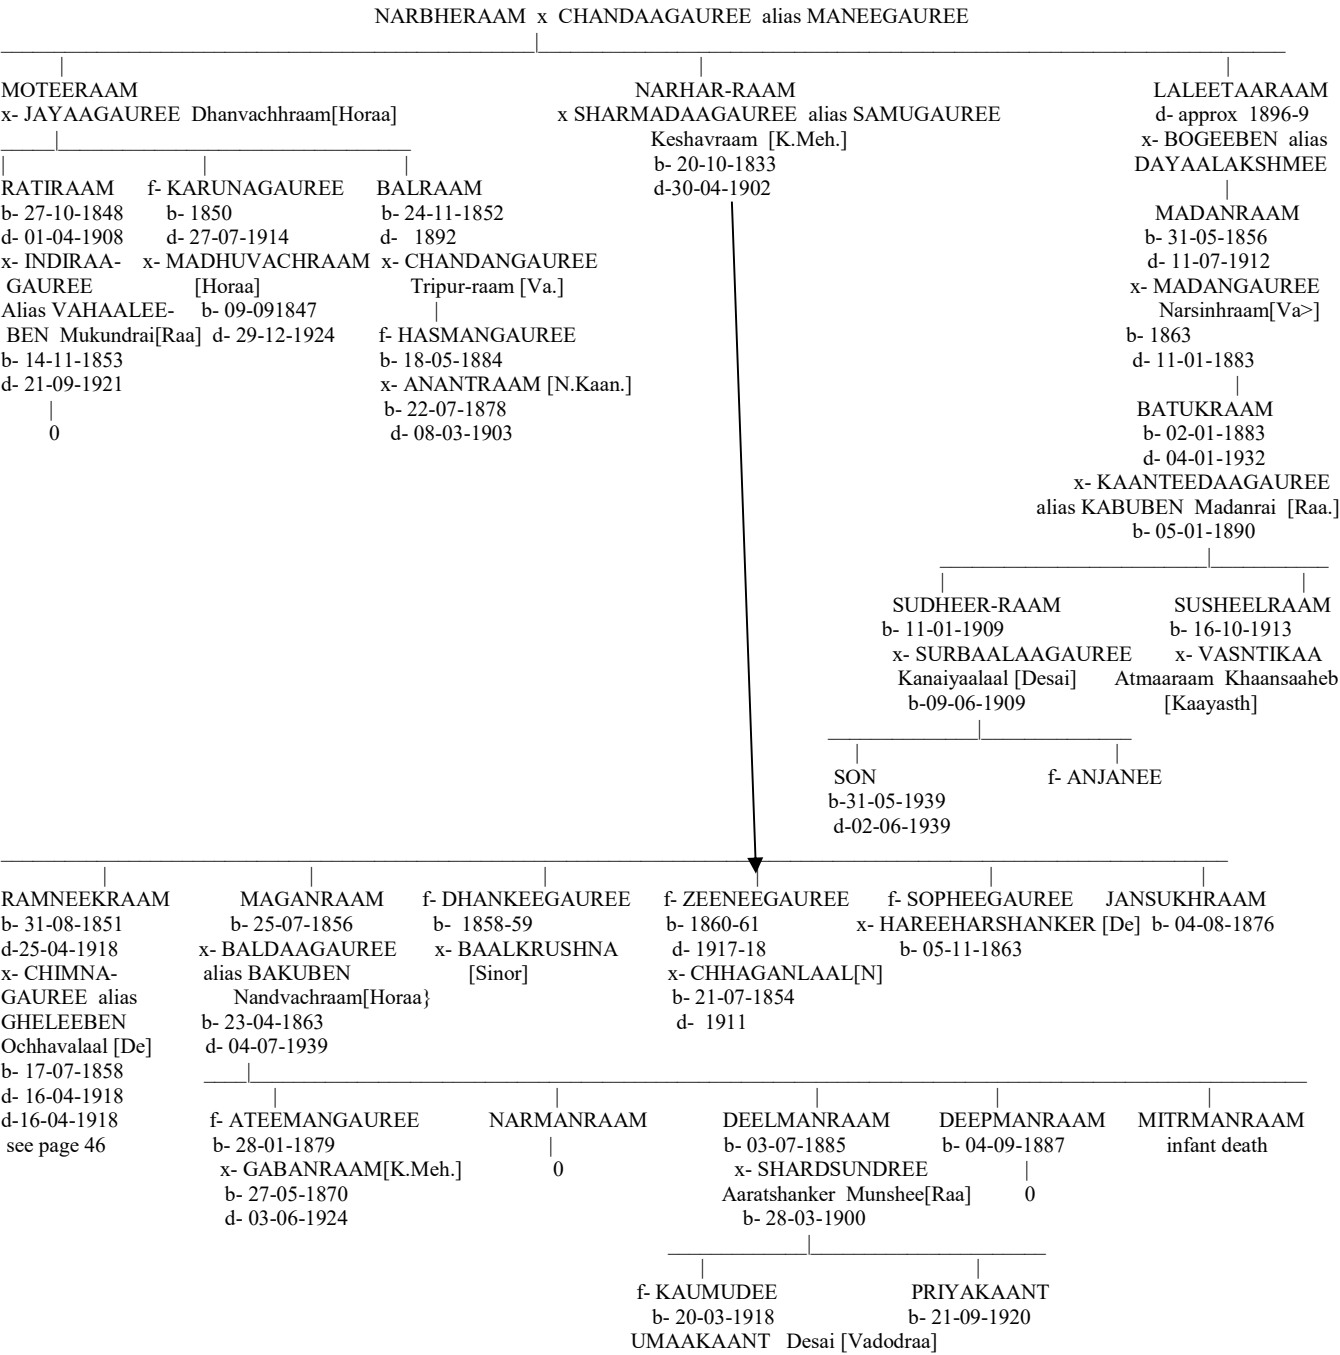 NARBHERAAM x CHANDAAGAUREE alias MANEEGAUREE
MOTEERAAM
x- JAYAAGAUREE Dhanvachhraam[Horaa]
RATIRAAM
b- 27-10-1848
d- 01-04-1908
x- INDIRAA-
GAUREE
Alias VAHAALEE-
BEN Mukundrai[Raa]
b- 14-11-1853
d- 21-09-1921
0
f- KARUNAGAUREE
b- 1850
d- 27-07-1914
x- MADHUVACHRAAM
[Horaa]
b- 09-091847
d- 29-12-1924
BALRAAM
b- 24-11-1852
d- 1892
x- CHANDANGAUREE
Tripur-raam [Va.]
f- HASMANGAUREE
b- 18-05-1884
x- ANANTRAAM [N.Kaan.]
b- 22-07-1878
d- 08-03-1903
NARHAR-RAAM
x SHARMADAAGAUREE alias SAMUGAUREE
Keshavraam [K.Meh.]
b- 20-10-1833
d-30-04-1902
LALEETAARAAM
d- approx 1896-9
x- BOGEEBEN alias
DAYAALAKSHMEE
MADANRAAM
b- 31-05-1856
d- 11-07-1912
x- MADANGAUREE
Narsinhraam[Va>]
b- 1863
d- 11-01-1883
BATUKRAAM
b- 02-01-1883
d- 04-01-1932
x- KAANTEEDAAGAUREE
alias KABUBEN Madanrai [Raa.]
b- 05-01-1890
SUDHEER-RAAM
b- 11-01-1909
x- SURBAALAAGAUREE
Kanaiyaalaal [Desai]
b-09-06-1909
SUSHEELRAAM
b- 16-10-1913
x- VASNTIKAA
Atmaaraam Khaansaaheb
[Kaayasth]
SON
b-31-05-1939
d-02-06-1939
f- ANJANEE
RAMNEEKRAAM
b- 31-08-1851
d-25-04-1918
x- CHIMNA-
GAUREE alias
GHELEEBEN
Ochhavalaal [De]
b- 17-07-1858
d- 16-04-1918
d-16-04-1918
see page 46
MAGANRAAM
b- 25-07-1856
x- BALDAAGAUREE
alias BAKUBEN
Nandvachraam[Horaa}
b- 23-04-1863
d- 04-07-1939
f- DHANKEEGAUREE
b- 1858-59
x- BAALKRUSHNA
[Sinor]
f- ZEENEEGAUREE
b- 1860-61
d- 1917-18
x- CHHAGANLAAL[N]
b- 21-07-1854
d- 1911
f- SOPHEEGAUREE
x- HAREEHARSHANKER [De]
b- 05-11-1863
JANSUKHRAAM
b- 04-08-1876
f- ATEEMANGAUREE
b- 28-01-1879
x- GABANRAAM[K.Meh.]
b- 27-05-1870
d- 03-06-1924
NARMANRAAM
0
DEELMANRAAM
b- 03-07-1885
x- SHARDSUNDREE
Aaratshanker Munshee[Raa]
b- 28-03-1900
DEEPMANRAAM
b- 04-09-1887
0
MITRMANRAAM
infant death
f- KAUMUDEE
b- 20-03-1918
UMAAKAANT Desai [Vadodraa]
PRIYAKAANT
b- 21-09-1920